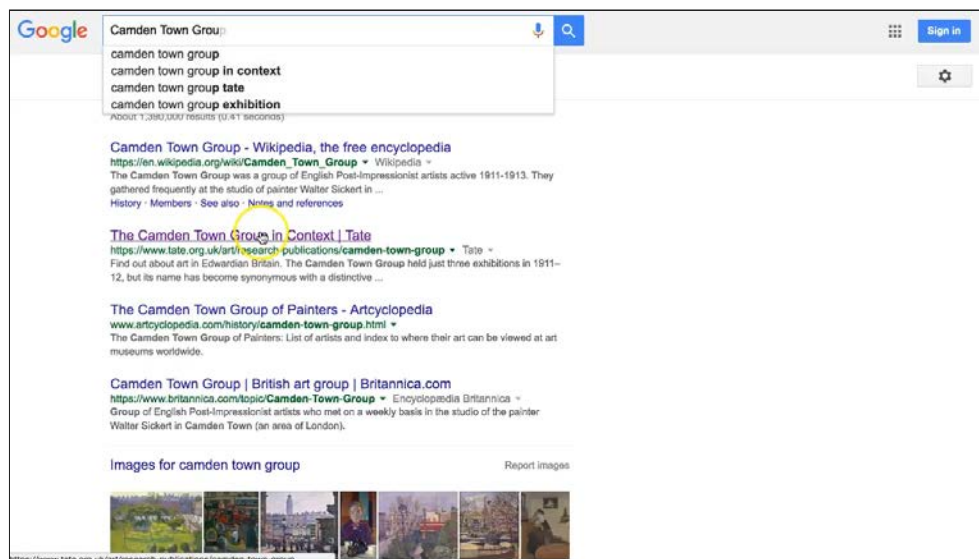 Google
Camden Town Group
Sign in
camden town group
camden town group in context
camden town group tate
camden town group exhibition
About 1,390,000 results (0.41 seconds)
Camden Town Group - Wikipedia, the free encyclopedia
https://en.wikipedia.org/wiki/Camden_Town_Group ▾ Wikipedia ▾
The Camden Town Group was a group of English Post-Impressionist artists active 1911-1913. They
gathered frequently at the studio of painter Walter Sickert in ...
History · Members · See also · Notes and references
The Camden Town Group in Context | Tate
https://www.tate.org.uk/art/research-publications/camden-town-group ▾ Tate ▾
Find out about art in Edwardian Britain. The Camden Town Group held just three exhibitions in 1911–
12, but its name has become synonymous with a distinctive ...
The Camden Town Group of Painters - Artcyclopedia
www.artcyclopedia.com/history/camden-town-group.html ▾
The Camden Town Group of Painters: List of artists and index to where their art can be viewed at art
museums worldwide.
Camden Town Group | British art group | Britannica.com
https://www.britannica.com/topic/Camden-Town-Group ▾ Encyclopædia Britannica ▾
Group of English Post-Impressionist artists who met on a weekly basis in the studio of the painter
Walter Sickert in Camden Town (an area of London).
Images for camden town group
Report images
https://www.tate.org.uk/art/research-publications/camden-town-group